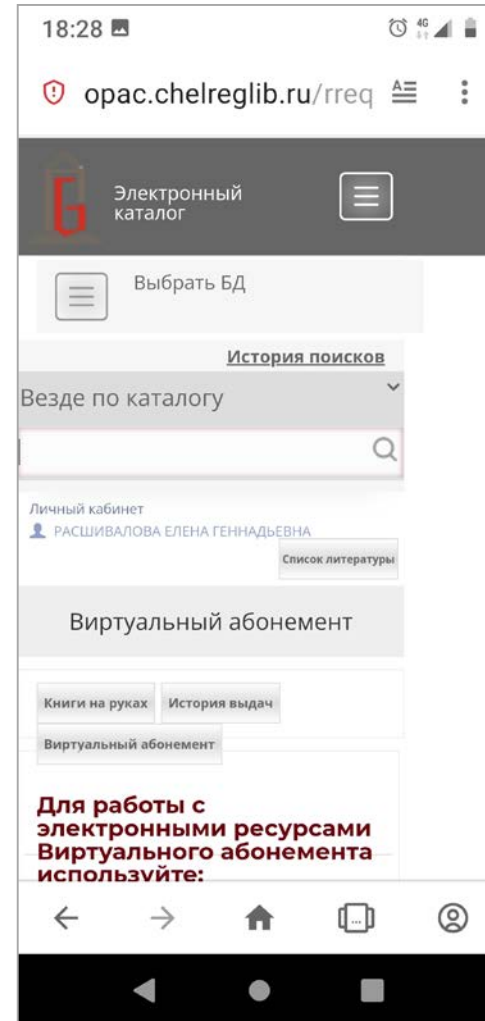 18:28
4G
opac.chelreglib.ru/rreq
Электронный
каталог
Выбрать БД
История поисков
Везде по каталогу
Личный кабинет
РАСШИВАЛОВА ЕЛЕНА ГЕННАДЬЕВНА
Список литературы
Виртуальный абонемент
Книги на руках История выдач
Виртуальный абонемент
Для работы с
электронными ресурсами
Виртуального абонемента
используйте: